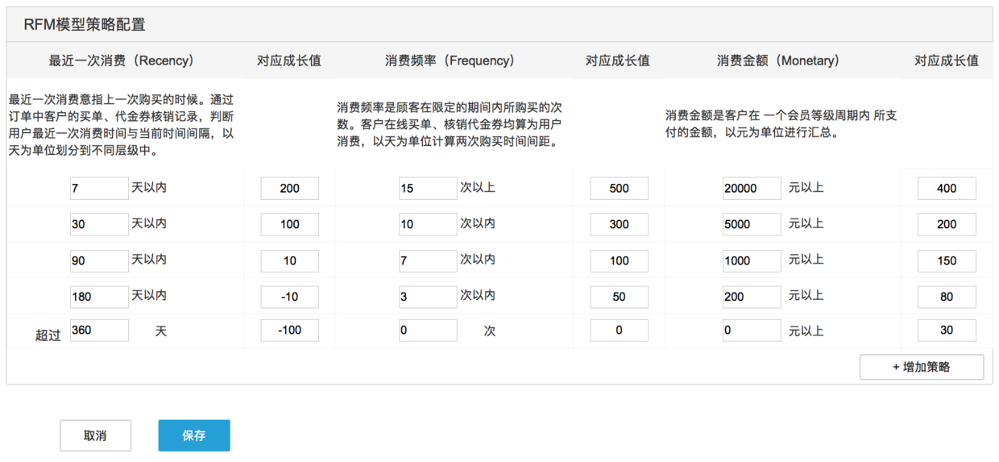 RFM模型策略配置
最近一次消费（Recency） 对应成长值 消费频率（Frequency） 对应成长值 消费金额（Monetary） 对应成长值
最近一次消费意指上一次购买的时候。通过
订单中客户的买单、代金券核销记录，判断
用户最近一次消费时间与当前时间间隔，以
天为单位划分到不同层级中。
消费频率是顾客在限定的期间内所购买的次
数。客户在线买单、核销代金券均算为用户
消费，以天为单位计算两次购买时间间距。
消费金额是客户在 一个会员等级周期内 所支
付的金额，以元为单位进行汇总。
7 天以内 200 15 次以上 500 20000 元以上 400
30 天以内 100 10 次以内 300 5000 元以上 200
90 天以内 10 7 次以内 100 1000 元以上 150
180 天以内 -10 3 次以内 50 200 元以上 80
超过 360 天 -100 0 次 0 0 元以上 30
+ 增加策略
取消 保存